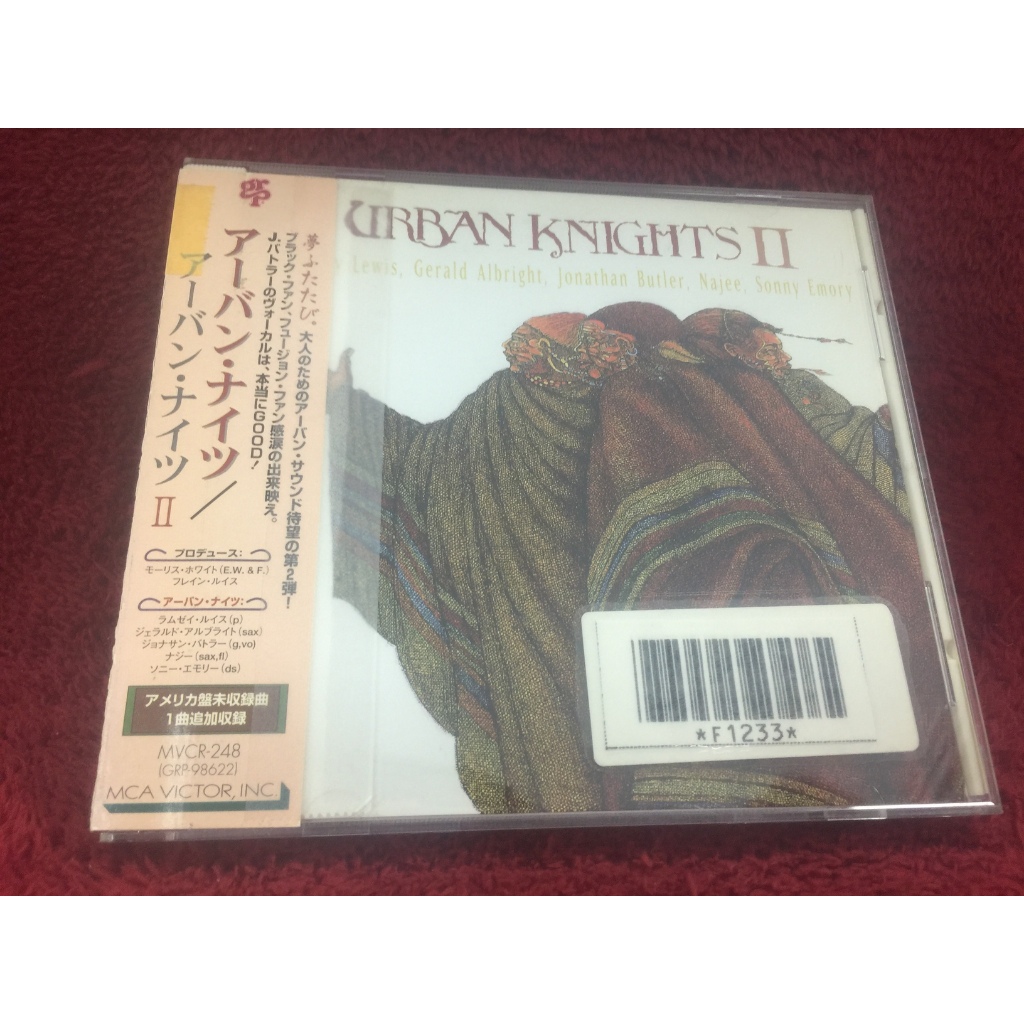 grp
アーバン・ナイツ/
アーバン・ナイツ II
夢ふたたび。大人のためのアーバン・サウンド待望の第2弾!
ブラック・ファン、フュージョン・ファン感涙の出来映え。
J.バトラーのヴォーカルは、本当にGOOD!
プロデュース:
モーリス・ホワイト(E.W. & F.)
フレイン・ルイス
アーバン・ナイツ:
ラムゼイ・ルイス(p)
ジェラルド・アルブライト(sax)
ジョナサン・バトラー(g,vo)
ナジー(sax,fl)
ソニー・エモリー(ds)
アメリカ盤未収録曲
1曲追加収録
MVCR-248
(GRP-98622)
MCA VICTOR, INC.
URBAN KNIGHTS II
Lewis, Gerald Albright, Jonathan Butler, Najee, Sonny Emory
*F1233*